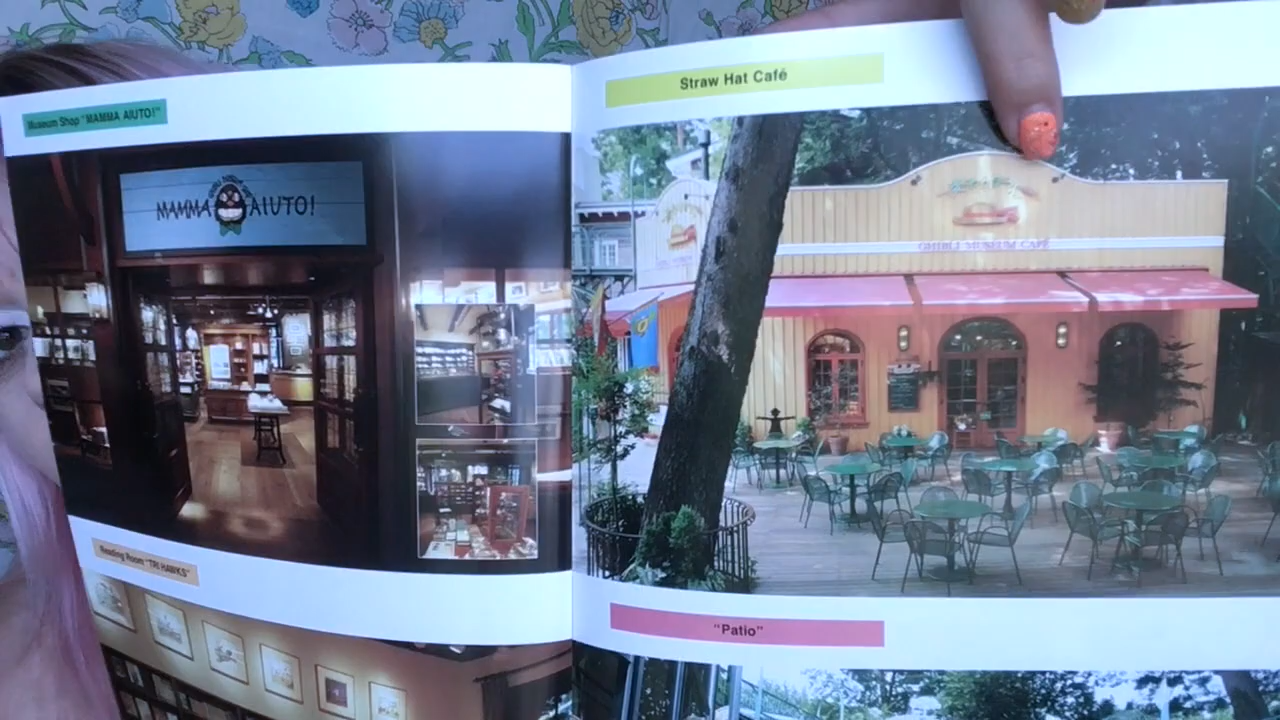 Museum Shop "MAMMA AIUTO!"
MAMMA AIUTO!
Reading Room "TRI HAWKS"
Straw Hat Café
GHIBLI MUSEUM CAFÉ
"Patio"